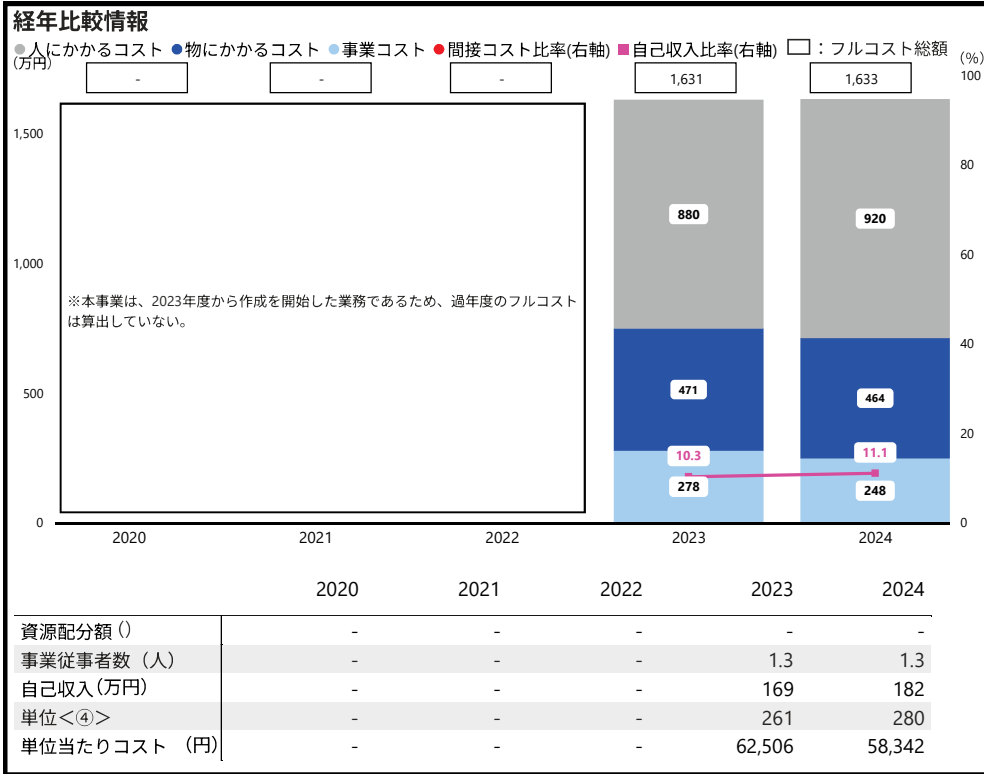 経年比較情報
●人にかかるコスト ●物にかかるコスト ●事業コスト ●間接コスト比率(右軸) ■自己収入比率(右軸) □：フルコスト総額
(万円) (%)
- - - 1,631 1,633 100
1,500
80
880 920
1,000
60
※本事業は、2023年度から作成を開始した業務であるため、過年度のフルコスト
は算出していない。
40
500
471 464
20
10.3 11.1
278 248
0 0
2020 2021 2022 2023 2024
2020 2021 2022 2023 2024
資源配分額 () - - - - -
事業従事者数（人） - - - 1.3 1.3
自己収入(万円) - - - 169 182
単位＜④＞ - - - 261 280
単位当たりコスト （円） - - - 62,506 58,342